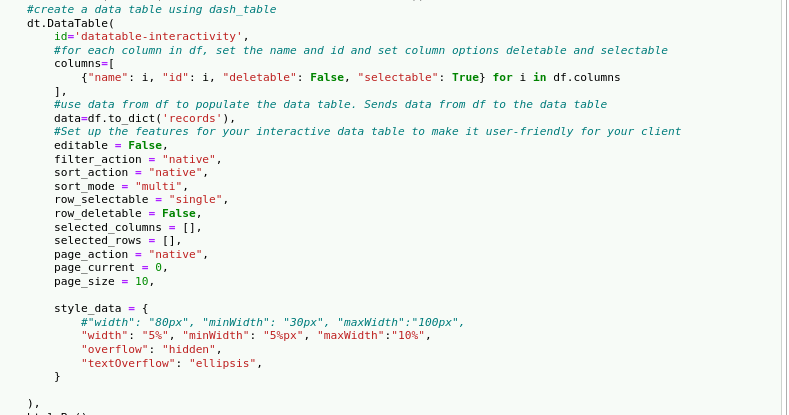 #create a data table using dash_table
dt.DataTable(
    id='datatable-interactivity',
    #for each column in df, set the name and id and set column options deletable and selectable
    columns=[
        {"name": i, "id": i, "deletable": False, "selectable": True} for i in df.columns
    ],
    #use data from df to populate the data table. Sends data from df to the data table
    data=df.to_dict('records'),
    #Set up the features for your interactive data table to make it user-friendly for your client
    editable = False,
    filter_action = "native",
    sort_action = "native",
    sort_mode = "multi",
    row_selectable = "single",
    row_deletable = False,
    selected_columns = [],
    selected_rows = [],
    page_action = "native",
    page_current = 0,
    page_size = 10,
    style_data = {
        #"width": "80px", "minWidth": "30px", "maxWidth":"100px",
        "width": "5%", "minWidth": "5%px", "maxWidth":"10%",
        "overflow": "hidden",
        "textOverflow": "ellipsis",
    }
),